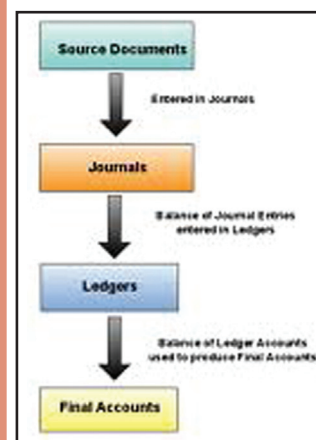 Source Documents
Entered in Journals
Journals
Balance of Journal Entries
entered in Ledgers
Ledgers
Balance of Ledger Accounts
used to produce Final Accounts
Final Accounts